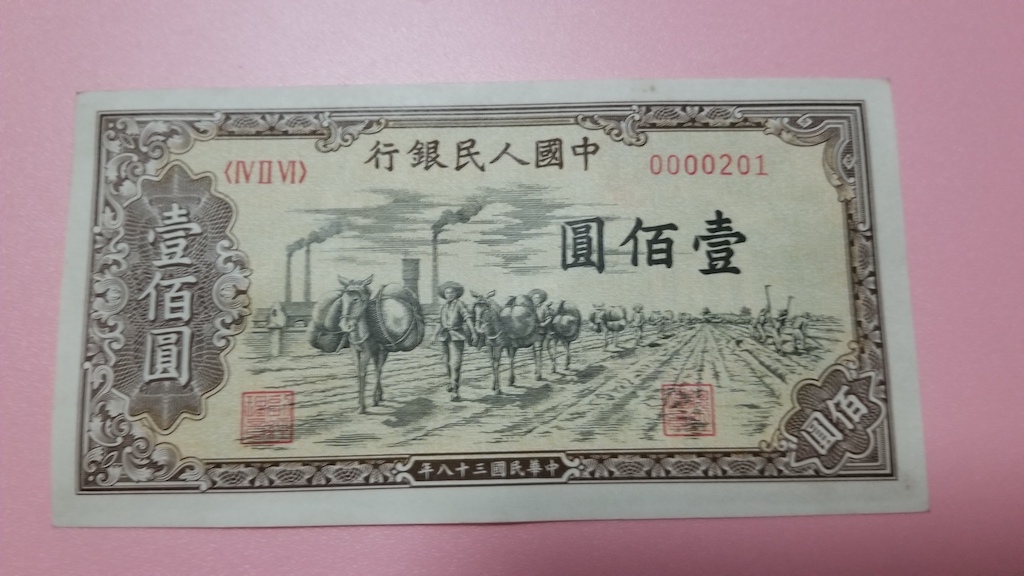 中國人民銀行
〈Ⅳ Ⅱ Ⅵ〉
0000201
壹佰圓
壹佰圓
佰圓
中華民國三十八年